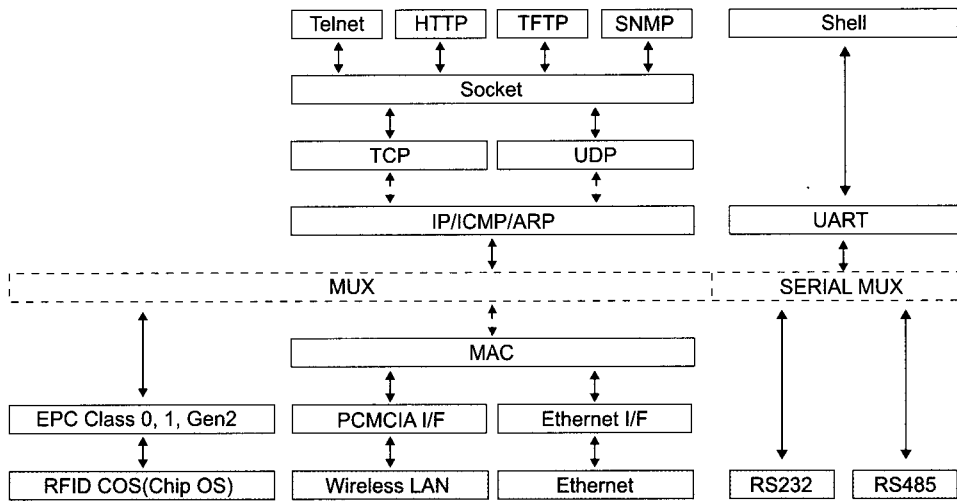 Telnet HTTP TFTP SNMP Shell
Socket
TCP UDP
IP/ICMP/ARP UART
MUX SERIAL MUX
MAC
EPC Class 0, 1, Gen2 PCMCIA I/F Ethernet I/F
RFID COS(Chip OS) Wireless LAN Ethernet RS232 RS485